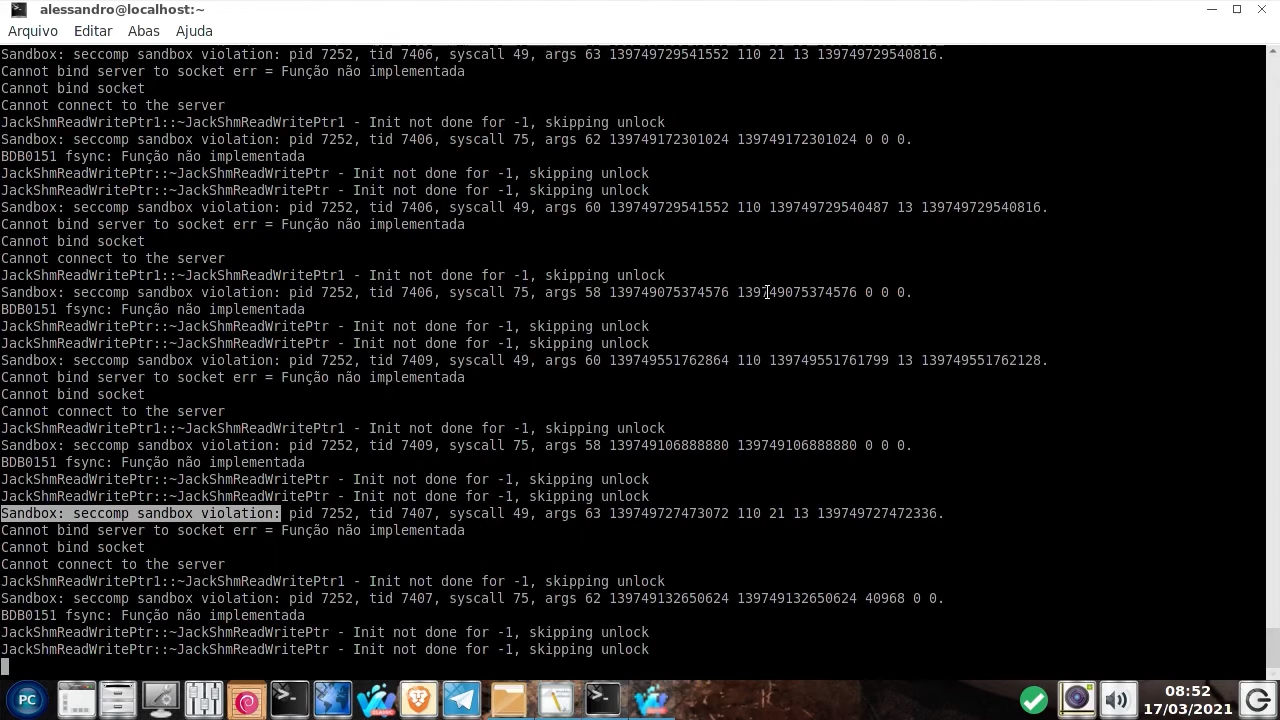 alessandro@localhost:~
Arquivo Editar Abas Ajuda
Sandbox: seccomp sandbox violation: pid 7252, tid 7406, syscall 49, args 63 139749729541552 110 21 13 139749729540816.
Cannot bind server to socket err = Função não implementada
Cannot bind socket
Cannot connect to the server
JackShmReadWritePtr1::~JackShmReadWritePtr1 - Init not done for -1, skipping unlock
Sandbox: seccomp sandbox violation: pid 7252, tid 7406, syscall 75, args 62 139749172301024 139749172301024 0 0 0.
BDB0151 fsync: Função não implementada
JackShmReadWritePtr::~JackShmReadWritePtr - Init not done for -1, skipping unlock
JackShmReadWritePtr::~JackShmReadWritePtr - Init not done for -1, skipping unlock
Sandbox: seccomp sandbox violation: pid 7252, tid 7406, syscall 49, args 60 139749729541552 110 139749729540487 13 139749729540816.
Cannot bind server to socket err = Função não implementada
Cannot bind socket
Cannot connect to the server
JackShmReadWritePtr1::~JackShmReadWritePtr1 - Init not done for -1, skipping unlock
Sandbox: seccomp sandbox violation: pid 7252, tid 7406, syscall 75, args 58 139749075374576 139749075374576 0 0 0.
BDB0151 fsync: Função não implementada
JackShmReadWritePtr::~JackShmReadWritePtr - Init not done for -1, skipping unlock
JackShmReadWritePtr::~JackShmReadWritePtr - Init not done for -1, skipping unlock
Sandbox: seccomp sandbox violation: pid 7252, tid 7409, syscall 49, args 60 139749551762864 110 139749551761799 13 139749551762128.
Cannot bind server to socket err = Função não implementada
Cannot bind socket
Cannot connect to the server
JackShmReadWritePtr1::~JackShmReadWritePtr1 - Init not done for -1, skipping unlock
Sandbox: seccomp sandbox violation: pid 7252, tid 7409, syscall 75, args 58 139749106888880 139749106888880 0 0 0.
BDB0151 fsync: Função não implementada
JackShmReadWritePtr::~JackShmReadWritePtr - Init not done for -1, skipping unlock
JackShmReadWritePtr::~JackShmReadWritePtr - Init not done for -1, skipping unlock
Sandbox: seccomp sandbox violation: pid 7252, tid 7407, syscall 49, args 63 139749727473072 110 21 13 139749727472336.
Cannot bind server to socket err = Função não implementada
Cannot bind socket
Cannot connect to the server
JackShmReadWritePtr1::~JackShmReadWritePtr1 - Init not done for -1, skipping unlock
Sandbox: seccomp sandbox violation: pid 7252, tid 7407, syscall 75, args 62 139749132650624 139749132650624 40968 0 0.
BDB0151 fsync: Função não implementada
JackShmReadWritePtr::~JackShmReadWritePtr - Init not done for -1, skipping unlock
JackShmReadWritePtr::~JackShmReadWritePtr - Init not done for -1, skipping unlock
PC
08:52
17/03/2021